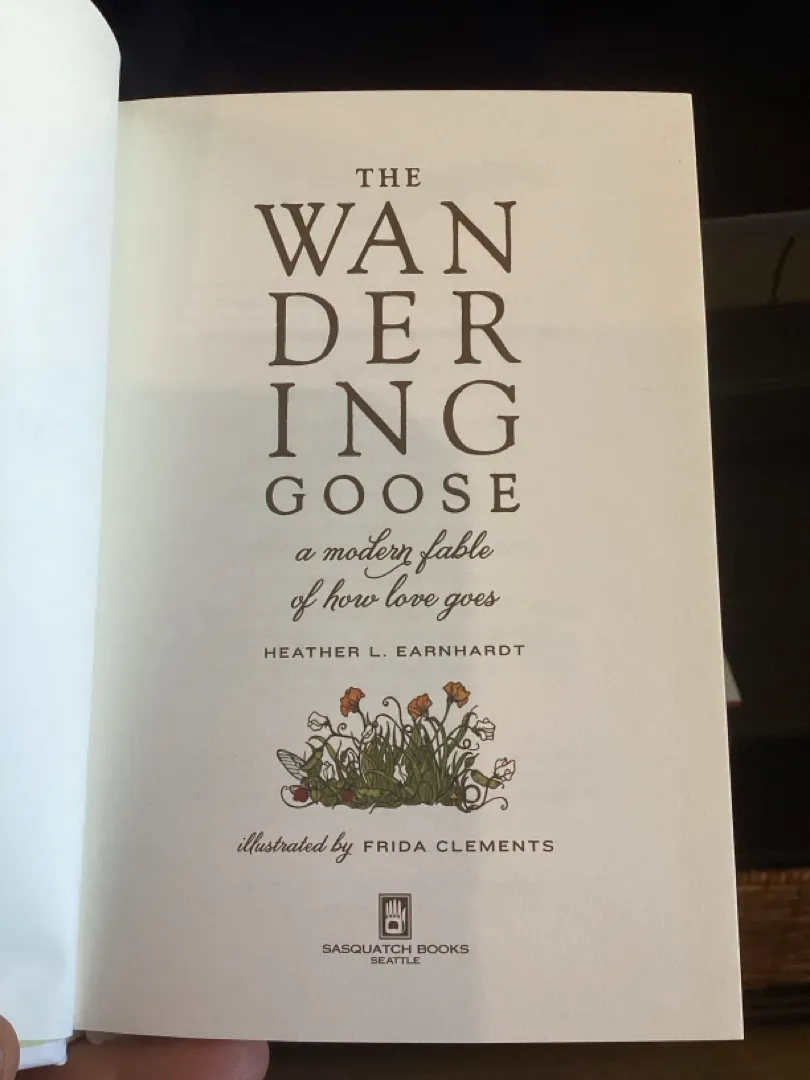 THE
WAN
DER
ING
GOOSE
a modern fable
of how love goes
HEATHER L. EARNHARDT
illustrated by FRIDA CLEMENTS
SASQUATCH BOOKS
SEATTLE